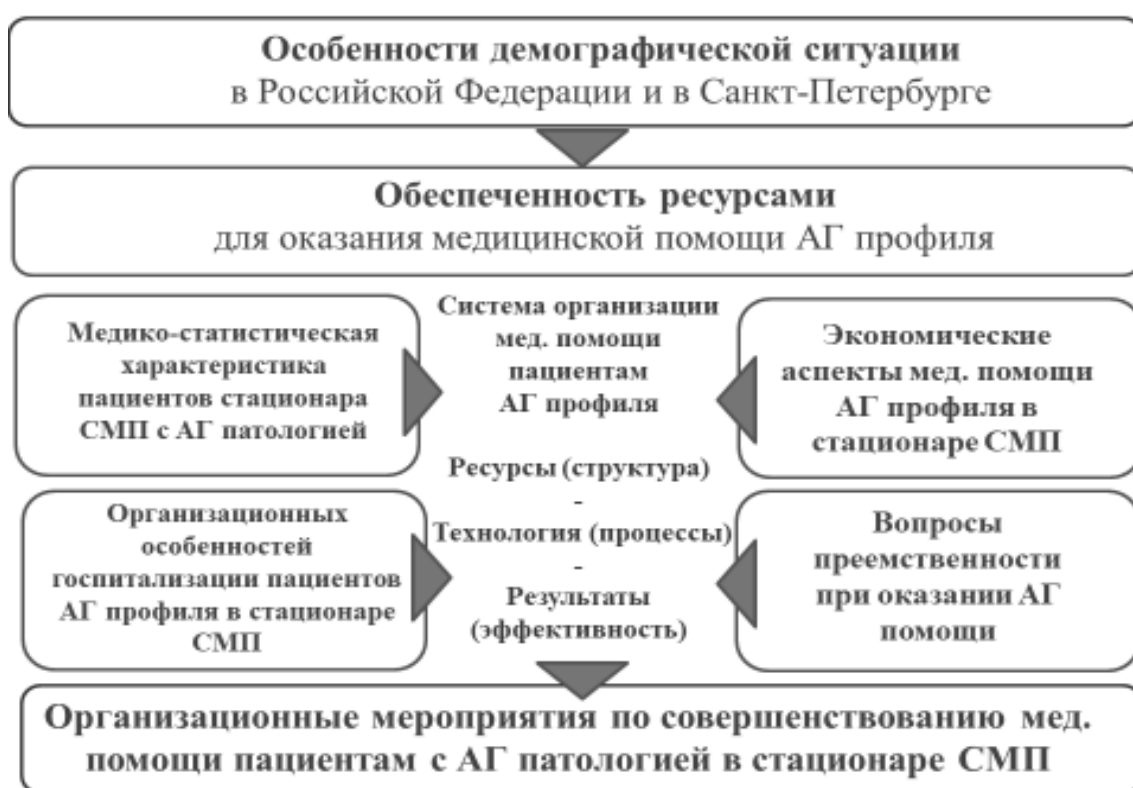 Особенности демографической ситуации
в Российской Федерации и в Санкт-Петербурге
Обеспеченность ресурсами
для оказания медицинской помощи АГ профиля
Медико-статистическая
характеристика
пациентов стационара
СМП с АГ патологией
Система организации
мед. помощи
пациентам
АГ профиля
Экономические
аспекты мед. помощи
АГ профиля в
стационаре СМП
Организационных
особенностей
госпитализации пациентов
АГ профиля в стационаре
СМП
Ресурсы (структура)
-
Технология (процессы)
-
Результаты
(эффективность)
Вопросы
преемственности
при оказании АГ
помощи
Организационные мероприятия по совершенствованию мед.
помощи пациентам с АГ патологией в стационаре СМП